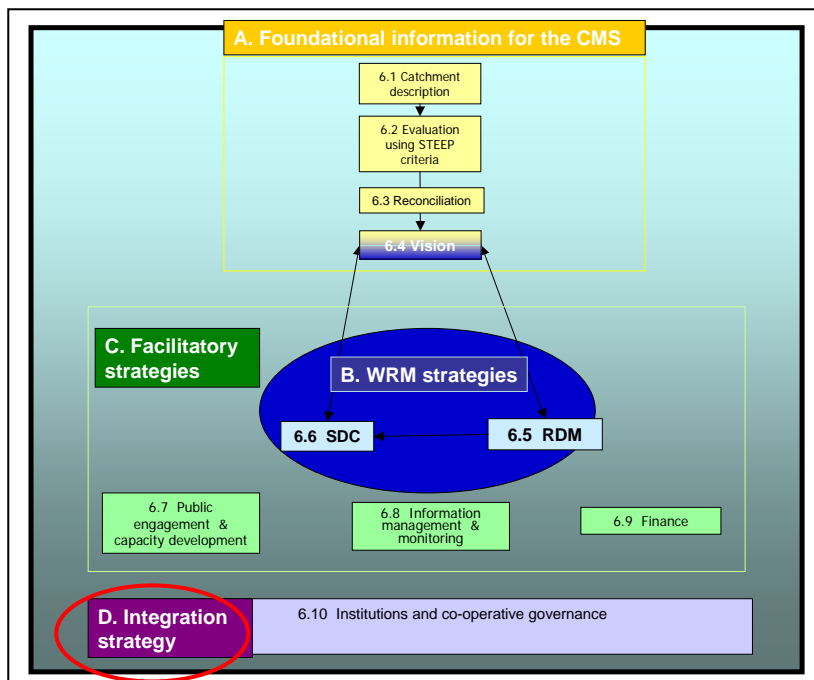 A. Foundational information for the CMS
6.1 Catchment
description
6.2 Evaluation
using STEEP
criteria
6.3 Reconciliation
6.4 Vision
C. Facilitatory
strategies
B. WRM strategies
6.6 SDC
6.5 RDM
6.7 Public
engagement &
capacity development
6.8 Information
management &
monitoring
6.9 Finance
D. Integration
strategy
6.10 Institutions and co-operative governance